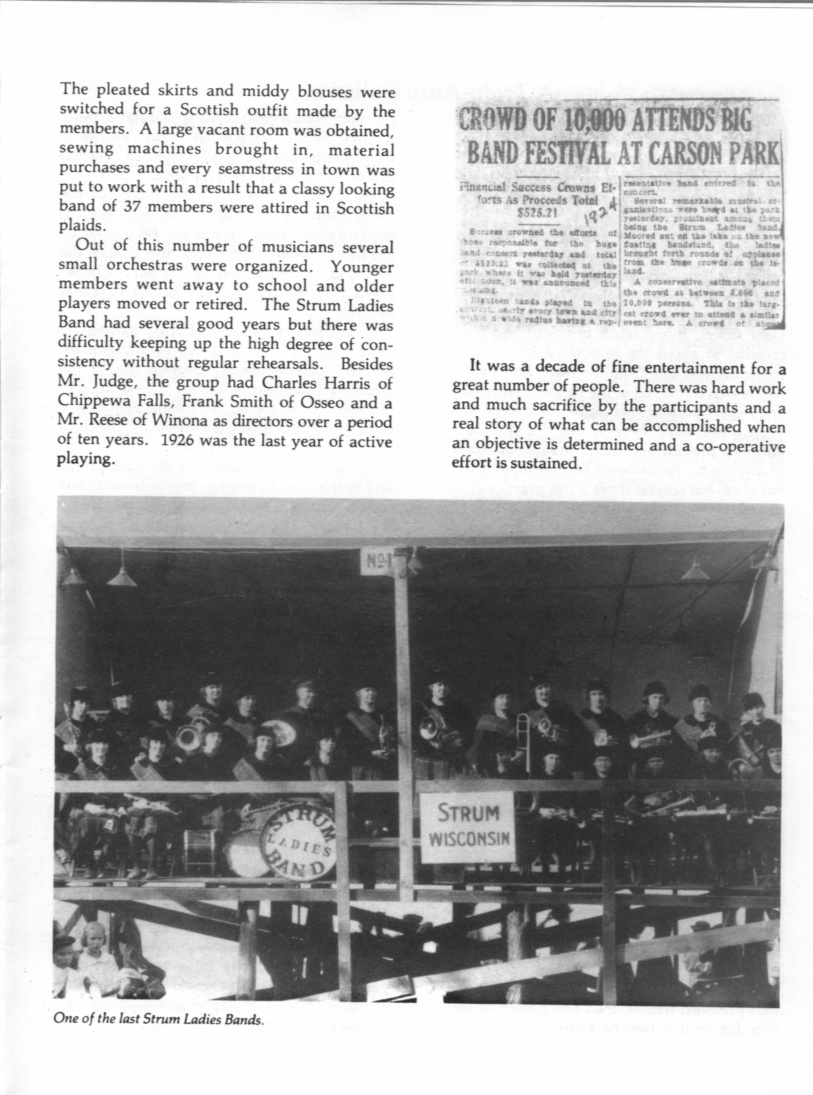 The pleated skirts and middy blouses were
switched for a Scottish outfit made by the
members. A large vacant room was obtained,
sewing machines brought in, material
purchases and every seamstress in town was
put to work with a result that a classy looking
band of 37 members were attired in Scottish
plaids.
Out of this number of musicians several
small orchestras were organized. Younger
members went away to school and older
players moved or retired. The Strum Ladies
Band had several good years but there was
difficulty keeping up the high degree of con-
sistency without regular rehearsals. Besides
Mr. Judge, the group had Charles Harris of
Chippewa Falls, Frank Smith of Osseo and a
Mr. Reese of Winona as directors over a period
of ten years. 1926 was the last year of active
playing.
CROWD OF 10,000 ATTENDS BIG
BAND FESTIVAL AT CARSON PARK
Financial Success Crowns Ef-
forts As Proceeds Total
$525.21
1924
Success crowned the efforts of
those responsible for the huge
band concert yesterday and total
of $525.21 was collected at the
park where it was held yesterday
afternoon, it was announced this
morning.
Eighteen bands played in the
concert, nearly every town and city
within a wide radius having a rep-
resentative band entered in the
concert.
Several remarkable musical or-
ganizations were heard at the park
yesterday, prominent among them
being the Strum Ladies band.
Moored out on the lake on the new
floating bandstand, the ladies
brought forth rounds of applause
from the huge crowds on the is-
land.
A conservative estimate placed
the crowd at between 8,000 and
10,000 persons. This is the larg-
est crowd ever to attend a similar
event here. A crowd of about
It was a decade of fine entertainment for a
great number of people. There was hard work
and much sacrifice by the participants and a
real story of what can be accomplished when
an objective is determined and a co-operative
effort is sustained.
No 1
STRUM
LADIES
BAND
STRUM
WISCONSIN
One of the last Strum Ladies Bands.